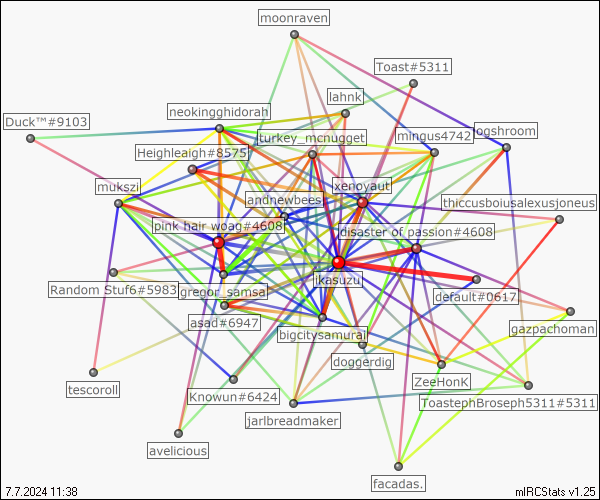 moonraven
Toast#5311
lahnk
neokingghidorah
Duck™#9103
turkey_mcnugget
mingus4742
ogshroom
Heighleigh#8575
mukszi
xenoyaut
andnewbees
thiccusboiusalexusjoneus
pink hair woag#4608
disaster of passion#4608
ikasuzu
Random Stuf6#5983
gregor_samsa
default#0617
asad#6947
bigcitysamurai
gazpachoman
doggerdig
tescoroll
Knowun#6424
ZeeHonK
ToastephBroseph5311#5311
jarlbreadmaker
avelicious
facadas.
7.7.2024 11:38
mIRCStats v1.25